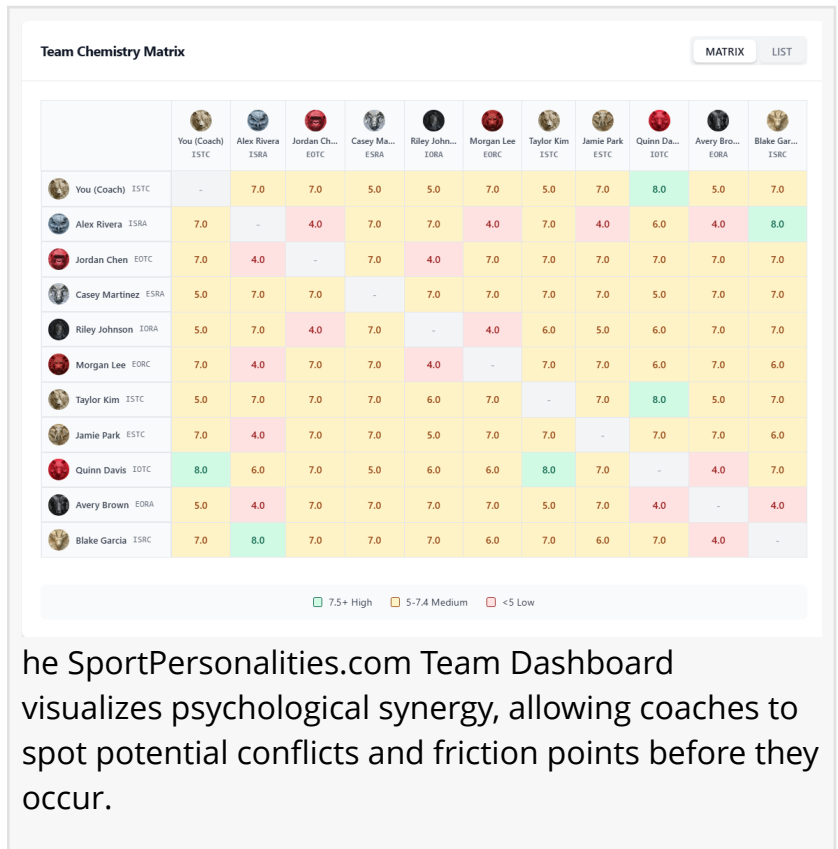 Team Chemistry Matrix
MATRIX LIST
You (Coach) Alex Rivera Jordan Ch... Casey Ma... Riley John... Morgan Lee Taylor Kim Jamie Park Quinn Da... Avery Bro... Blake Gar...
ISTC ISRA EOTC ESRA IORA EORC ISTC ESTC IOTC EORA ISRC
You (Coach) ISTC - 7.0 7.0 5.0 5.0 7.0 5.0 7.0 8.0 5.0 7.0
Alex Rivera ISRA 7.0 - 4.0 7.0 7.0 4.0 7.0 4.0 6.0 4.0 8.0
Jordan Chen EOTC 7.0 4.0 - 7.0 4.0 7.0 7.0 7.0 7.0 7.0 7.0
Casey Martinez ESRA 5.0 7.0 7.0 - 7.0 7.0 7.0 7.0 5.0 7.0 7.0
Riley Johnson IORA 5.0 7.0 4.0 7.0 - 4.0 6.0 5.0 6.0 7.0 7.0
Morgan Lee EORC 7.0 4.0 7.0 7.0 4.0 - 7.0 7.0 6.0 7.0 6.0
Taylor Kim ISTC 5.0 7.0 7.0 7.0 6.0 7.0 - 7.0 8.0 5.0 7.0
Jamie Park ESTC 7.0 4.0 7.0 7.0 5.0 7.0 7.0 - 7.0 7.0 6.0
Quinn Davis IOTC 8.0 6.0 7.0 5.0 6.0 6.0 8.0 7.0 - 4.0 7.0
Avery Brown EORA 5.0 4.0 7.0 7.0 7.0 7.0 5.0 7.0 4.0 - 4.0
Blake Garcia ISRC 7.0 8.0 7.0 7.0 7.0 6.0 7.0 6.0 7.0 4.0 -
7.5+ High 5-7.4 Medium <5 Low
he SportPersonalities.com Team Dashboard
visualizes psychological synergy, allowing coaches to
spot potential conflicts and friction points before they
occur.